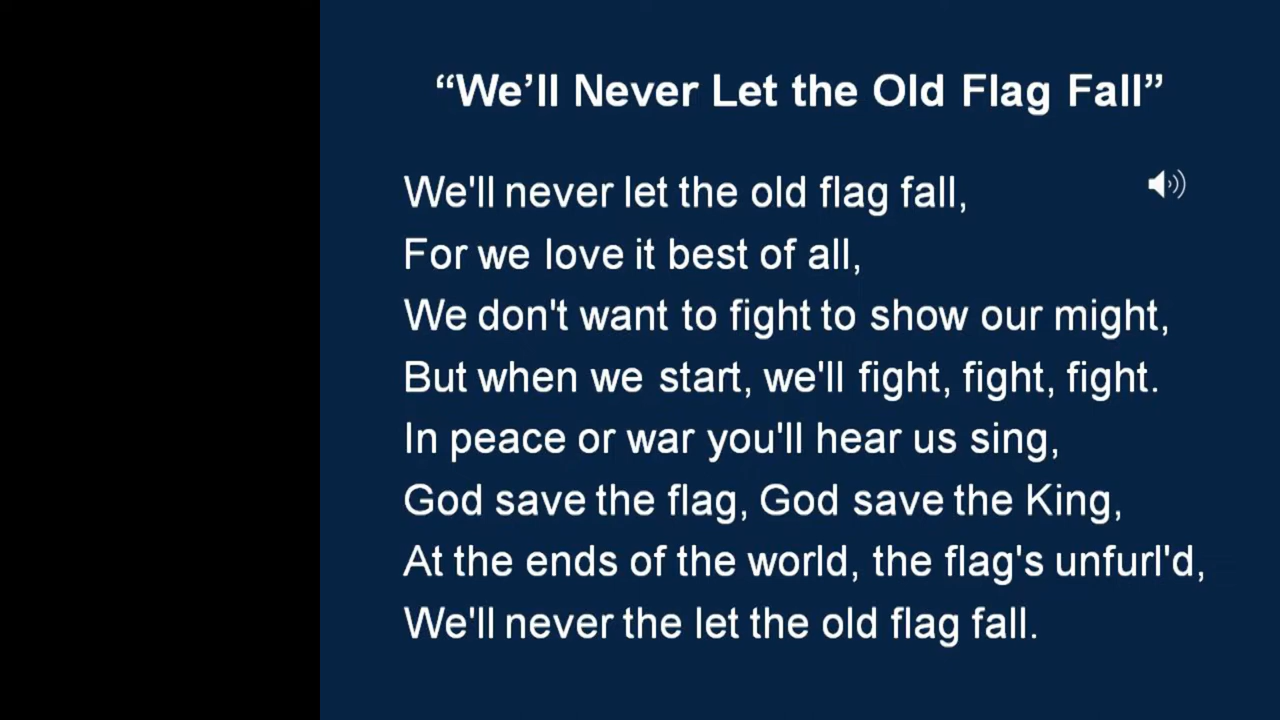 “We’ll Never Let the Old Flag Fall”
We'll never let the old flag fall,
For we love it best of all,
We don't want to fight to show our might,
But when we start, we'll fight, fight, fight.
In peace or war you'll hear us sing,
God save the flag, God save the King,
At the ends of the world, the flag's unfurl'd,
We'll never the let the old flag fall.